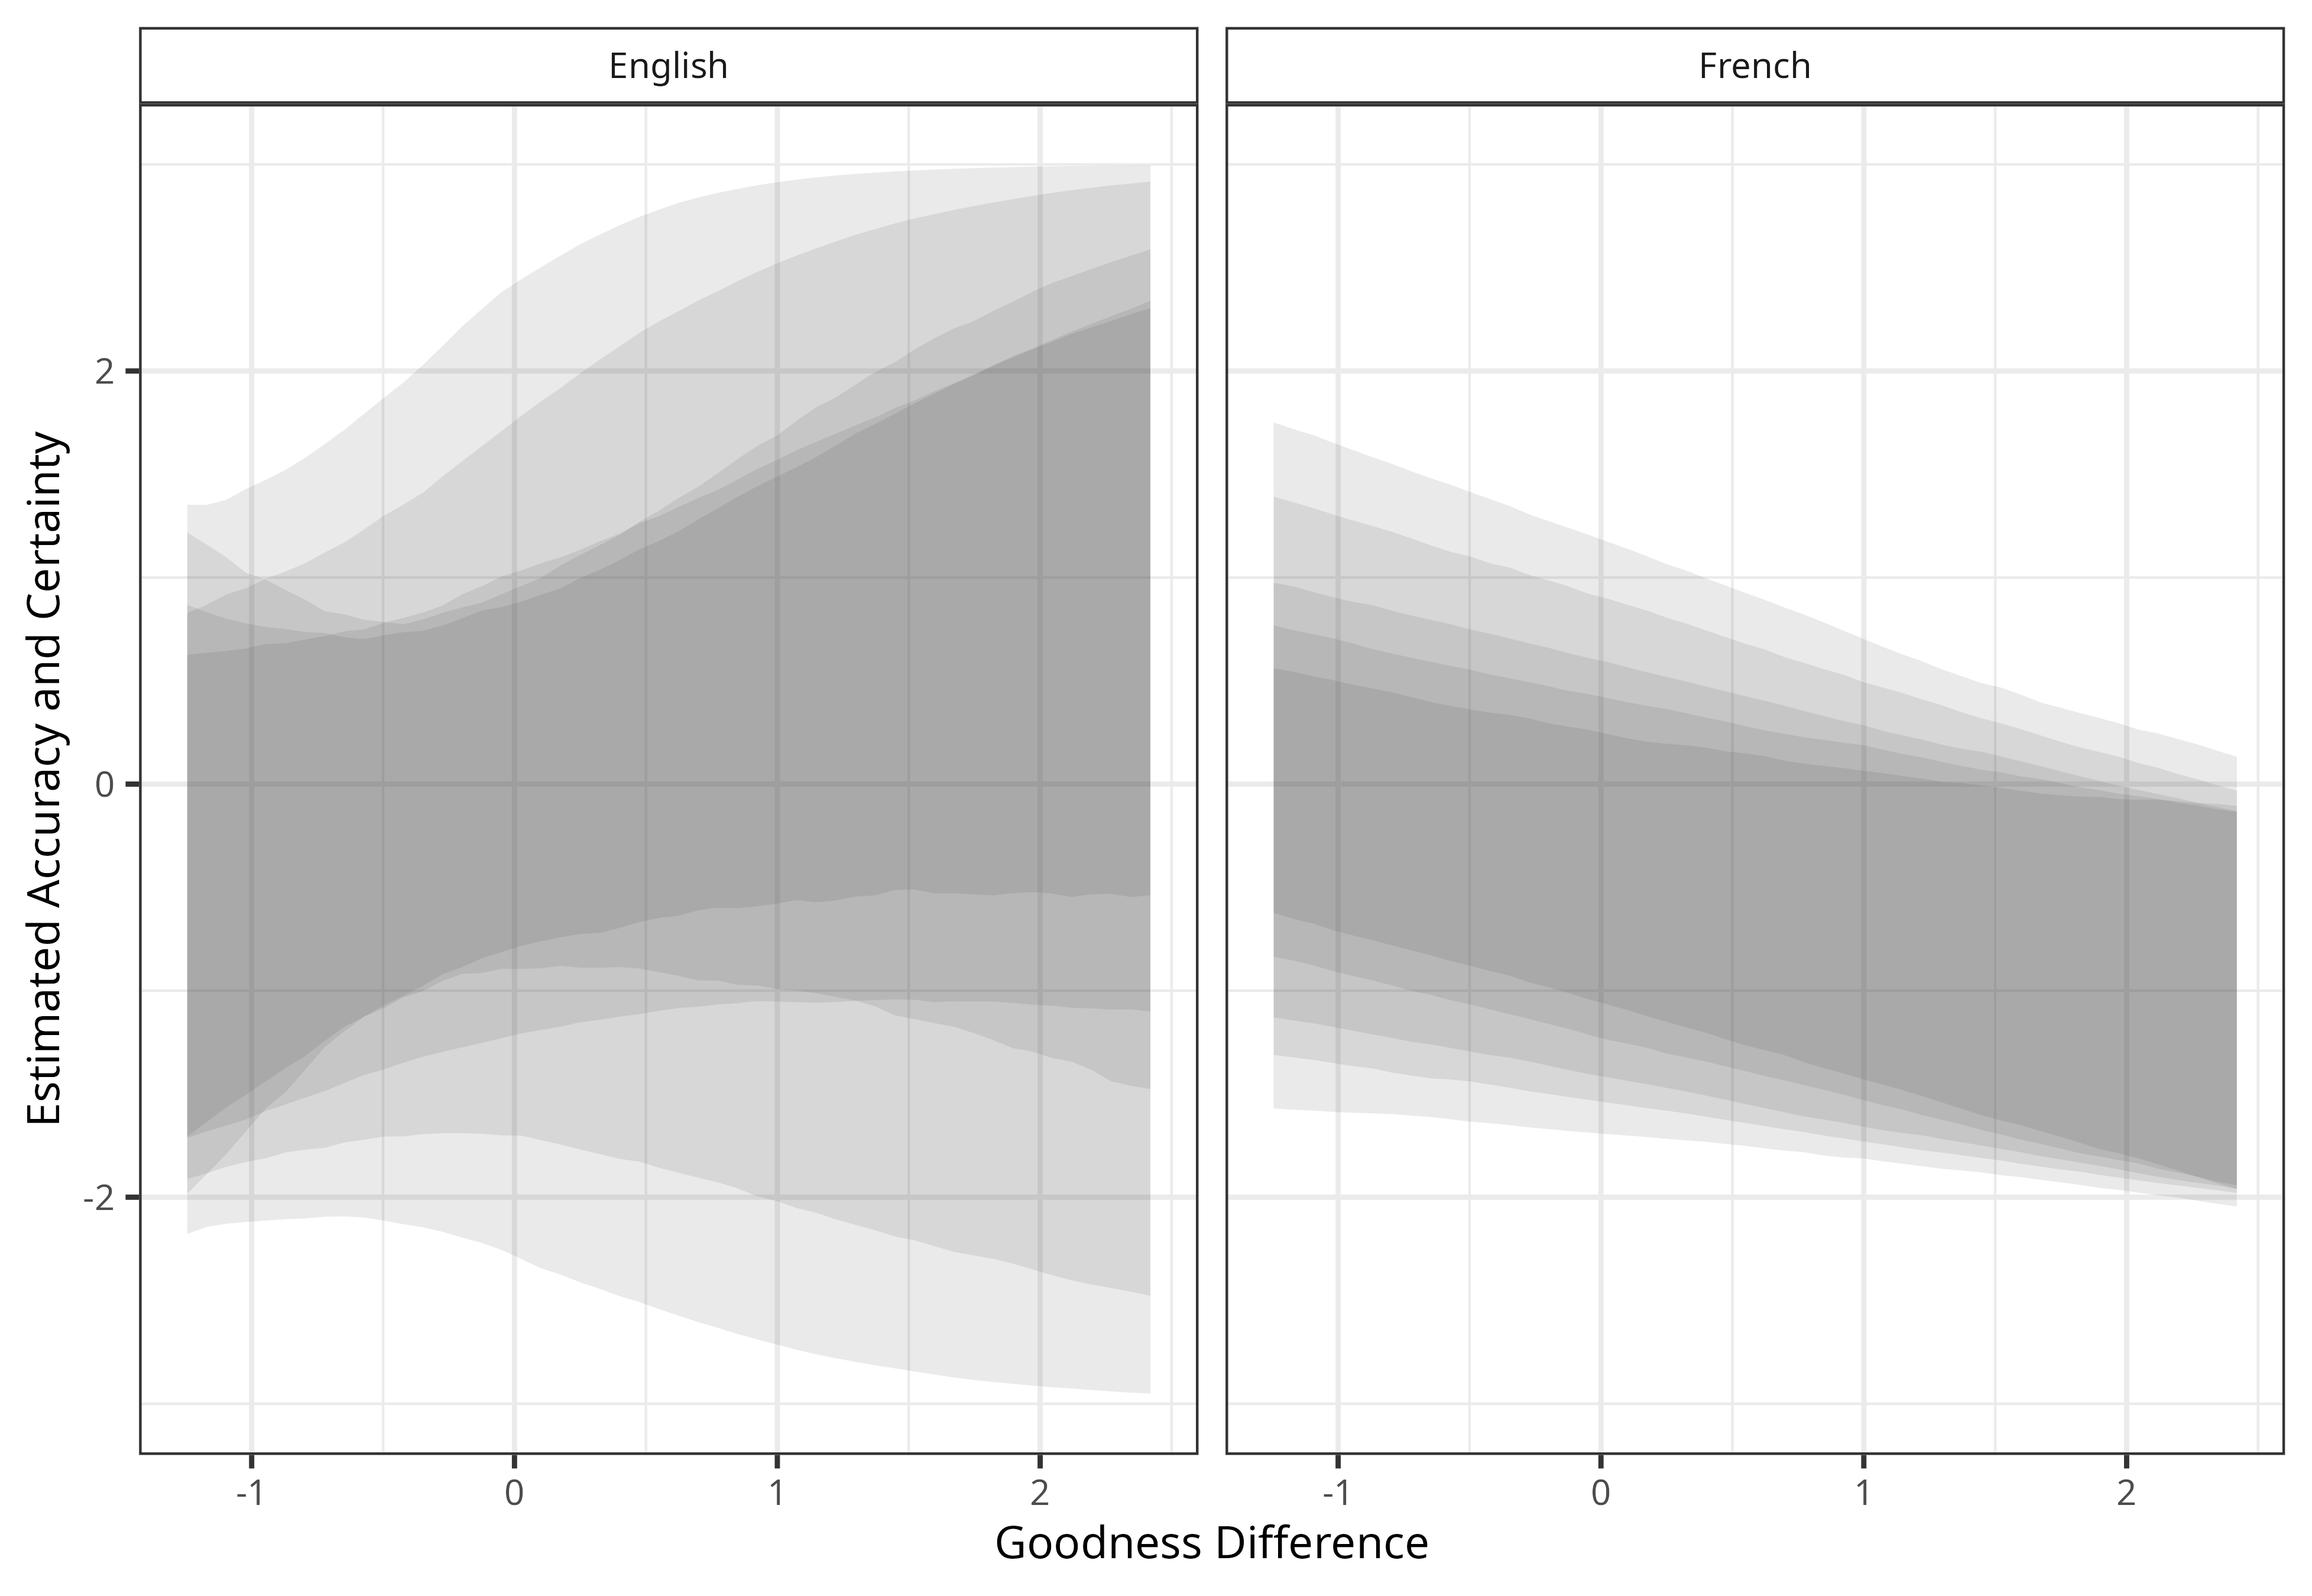 English
French
Estimated Accuracy and Certainty
2
0
-2
-1 0 1 2
-1 0 1 2
Goodness Difference